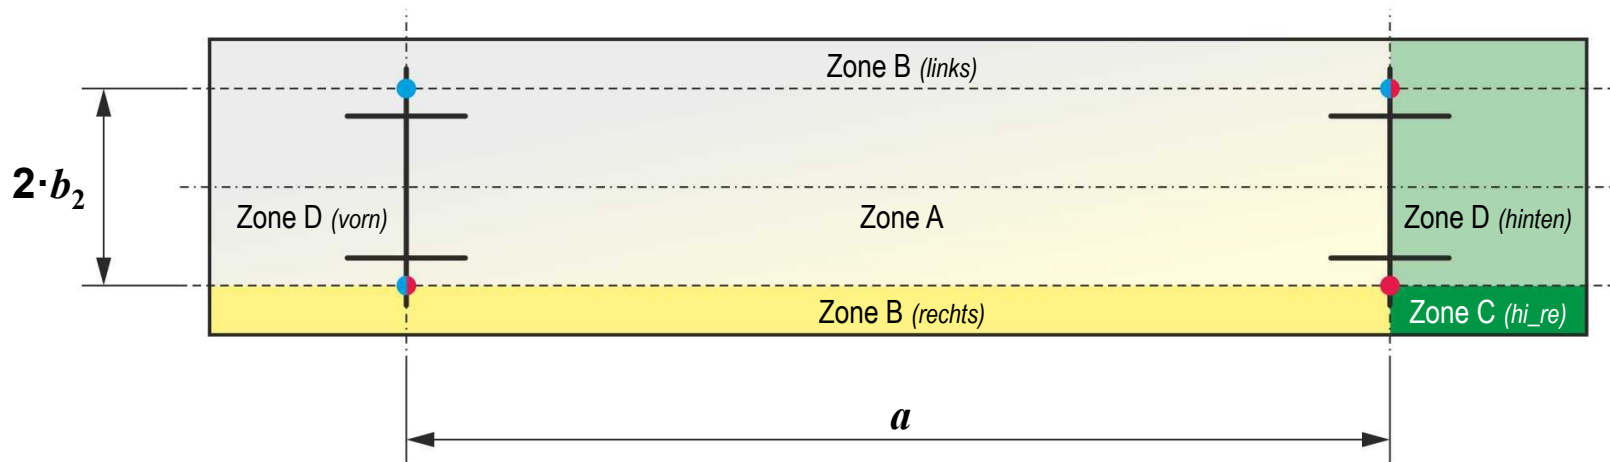 Zone B (links)
2·b₂
Zone D (vorn)
Zone A
Zone D (hinten)
Zone B (rechts)
Zone C (hi_re)
a